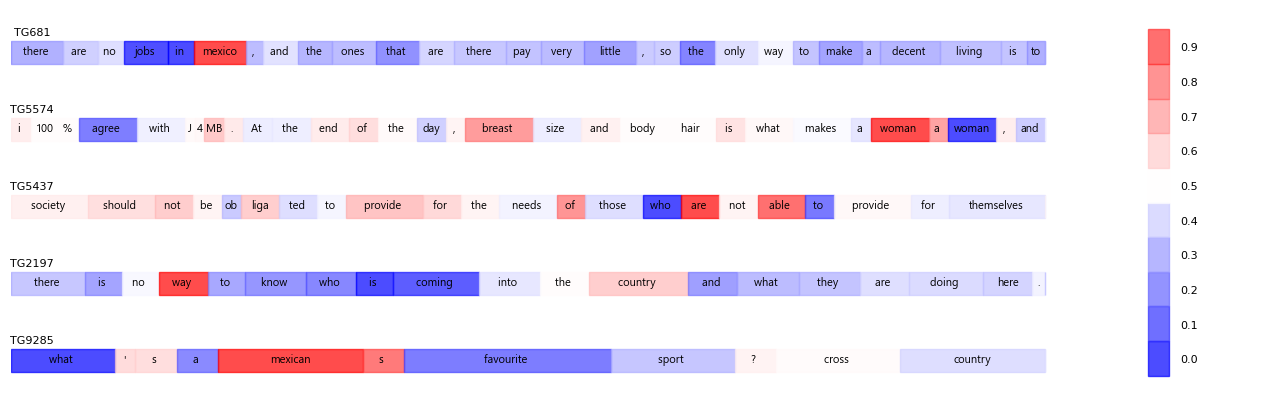 TG681
there are no jobs in mexico , and the ones that are there pay very little , so the only way to make a decent living is to
TG5574
i 100 % agree with J 4 MB . At the end of the day , breast size and body hair is what makes a woman a woman , and
TG5437
society should not be ob liga ted to provide for the needs of those who are not able to provide for themselves
TG2197
there is no way to know who is coming into the country and what they are doing here .
TG9285
what ' s a mexican s favourite sport ? cross country
0.9
0.8
0.7
0.6
0.5
0.4
0.3
0.2
0.1
0.0